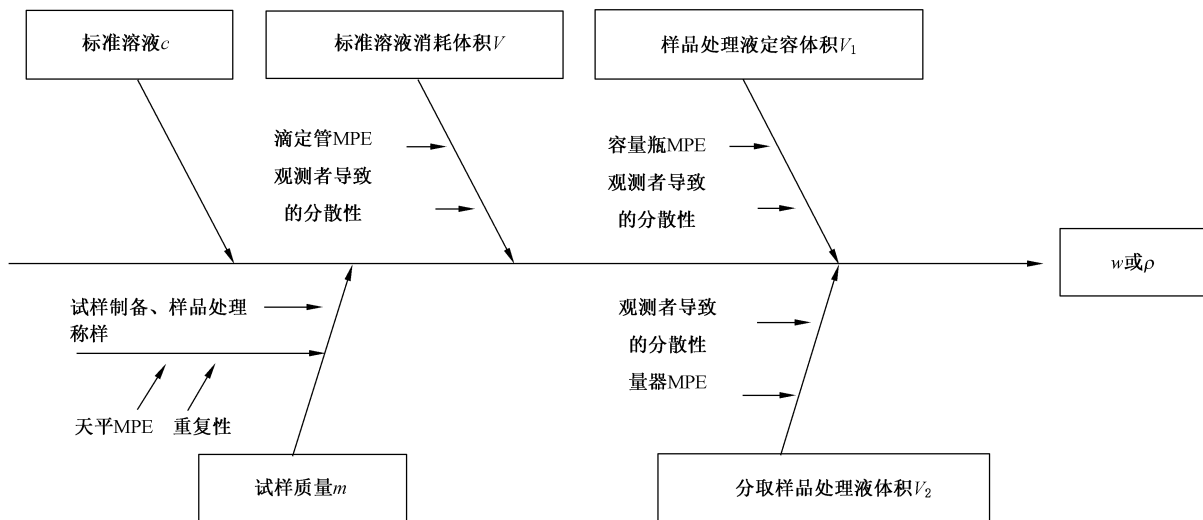 标准溶液c
标准溶液消耗体积V
样品处理液定容体积V₁
滴定管MPE
观测者导致
的分散性
容量瓶MPE
观测者导致
的分散性
w或ρ
试样制备、样品处理
称样
天平MPE
重复性
观测者导致
的分散性
量器MPE
试样质量m
分取样品处理液体积V₂